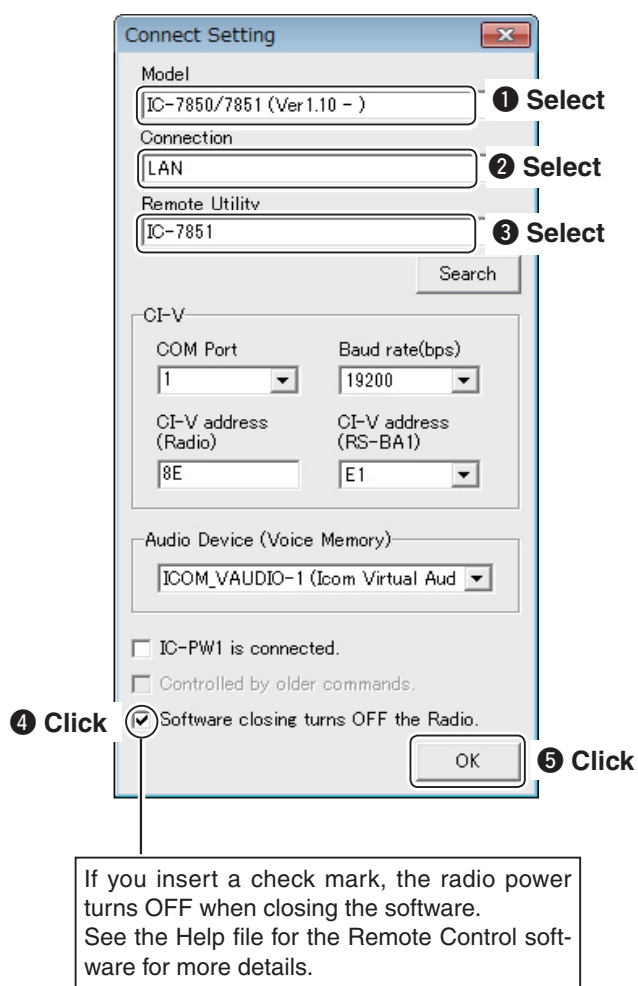 Connect Setting
Model
IC-7850/7851 (Ver1.10 - )
❶ Select
Connection
LAN
❷ Select
Remote Utility
IC-7851
❸ Select
Search
CI-V
COM Port
Baud rate(bps)
1
19200
CI-V address
(Radio)
CI-V address
(RS-BA1)
8E
E1
Audio Device (Voice Memory)
ICOM_VAUDIO-1 (Icom Virtual Aud
IC-PW1 is connected.
Controlled by older commands.
❹ Click
Software closing turns OFF the Radio.
OK
❺ Click
If you insert a check mark, the radio power
turns OFF when closing the software.
See the Help file for the Remote Control soft-
ware for more details.